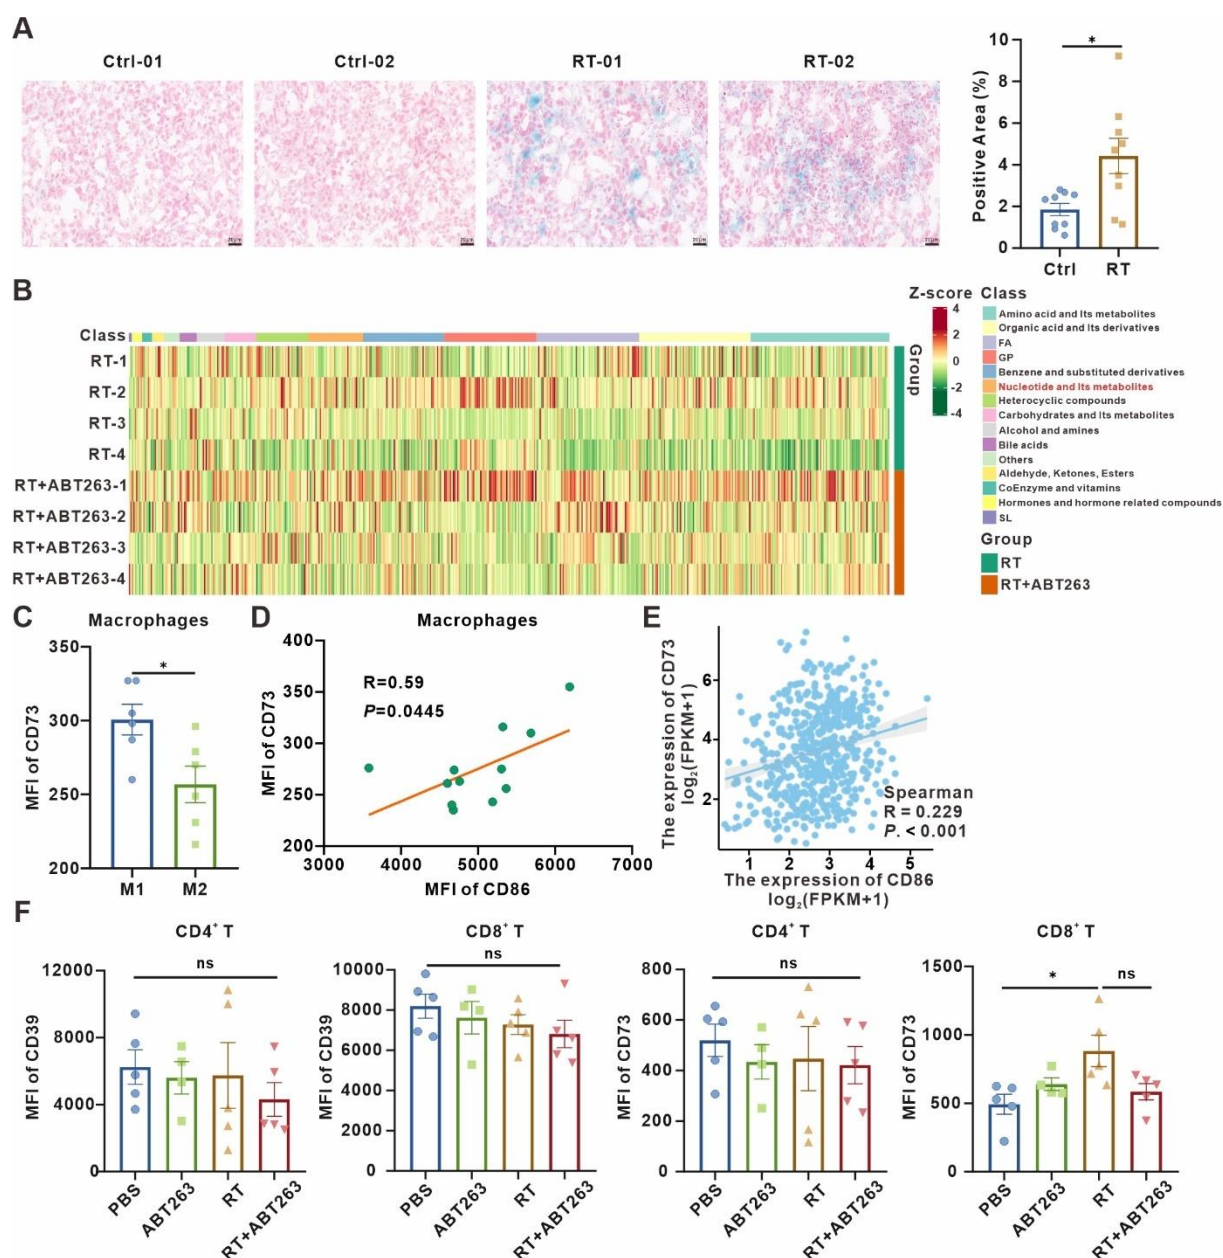 A
Ctrl-01
Ctrl-02
RT-01
RT-02
20μm
20μm
20μm
20μm
Positive Area (%)
10
8
6
4
2
0
*
Ctrl
RT
B
Class
RT-1
RT-2
RT-3
RT-4
RT+ABT263-1
RT+ABT263-2
RT+ABT263-3
RT+ABT263-4
Group
Z-score
4
2
0
-2
-4
Class
Amino acid and Its metabolites
Organic acid and Its derivatives
FA
GP
Benzene and substituted derivatives
Nucleotide and Its metabolites
Heterocyclic compounds
Carbohydrates and Its metabolites
Alcohol and amines
Bile acids
Others
Aldehyde, Ketones, Esters
CoEnzyme and vitamins
Hormones and hormone related compounds
SL
Group
RT
RT+ABT263
C
Macrophages
MFI of CD73
350
300
250
200
*
M1
M2
D
Macrophages
MFI of CD73
400
350
300
250
200
R=0.59
P=0.0445
3000
4000
5000
6000
7000
MFI of CD86
E
The expression of CD73
log₂(FPKM+1)
6
4
2
Spearman
R = 0.229
P. < 0.001
1
2
3
4
5
The expression of CD86
log₂(FPKM+1)
F
CD4⁺ T
MFI of CD39
12000
8000
4000
0
ns
PBS
ABT263
RT
RT+ABT263
CD8⁺ T
MFI of CD39
10000
8000
6000
4000
2000
0
ns
PBS
ABT263
RT
RT+ABT263
CD4⁺ T
MFI of CD73
800
600
400
200
0
ns
PBS
ABT263
RT
RT+ABT263
CD8⁺ T
MFI of CD73
1500
1000
500
0
*
ns
PBS
ABT263
RT
RT+ABT263